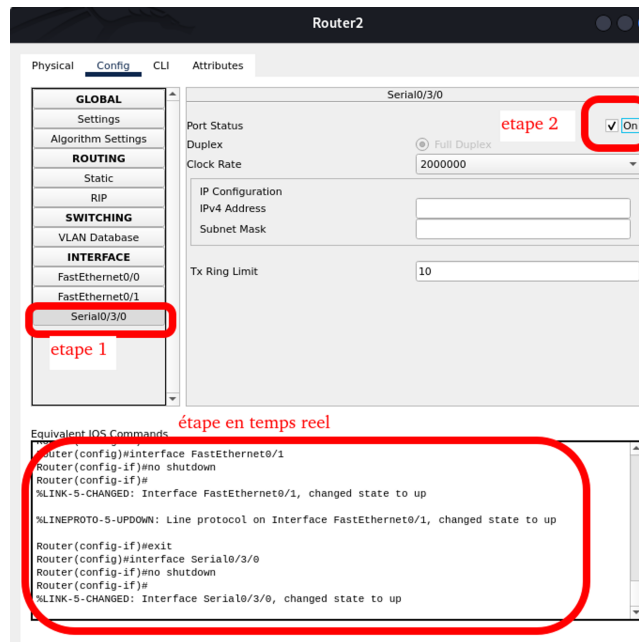 Router2
Physical Config CLI Attributes
GLOBAL
Settings
Algorithm Settings
ROUTING
Static
RIP
SWITCHING
VLAN Database
INTERFACE
FastEthernet0/0
FastEthernet0/1
Serial0/3/0
etape 1
Serial0/3/0
Port Status
etape 2
On
Duplex
Full Duplex
Clock Rate
2000000
IP Configuration
IPv4 Address
Subnet Mask
Tx Ring Limit
10
étape en temps reel
Equivalent IOS Commands
Router(config)#interface FastEthernet0/1
Router(config-if)#no shutdown
Router(config-if)#
%LINK-5-CHANGED: Interface FastEthernet0/1, changed state to up
%LINEPROTO-5-UPDOWN: Line protocol on Interface FastEthernet0/1, changed state to up
Router(config-if)#exit
Router(config)#interface Serial0/3/0
Router(config-if)#no shutdown
Router(config-if)#
%LINK-5-CHANGED: Interface Serial0/3/0, changed state to up